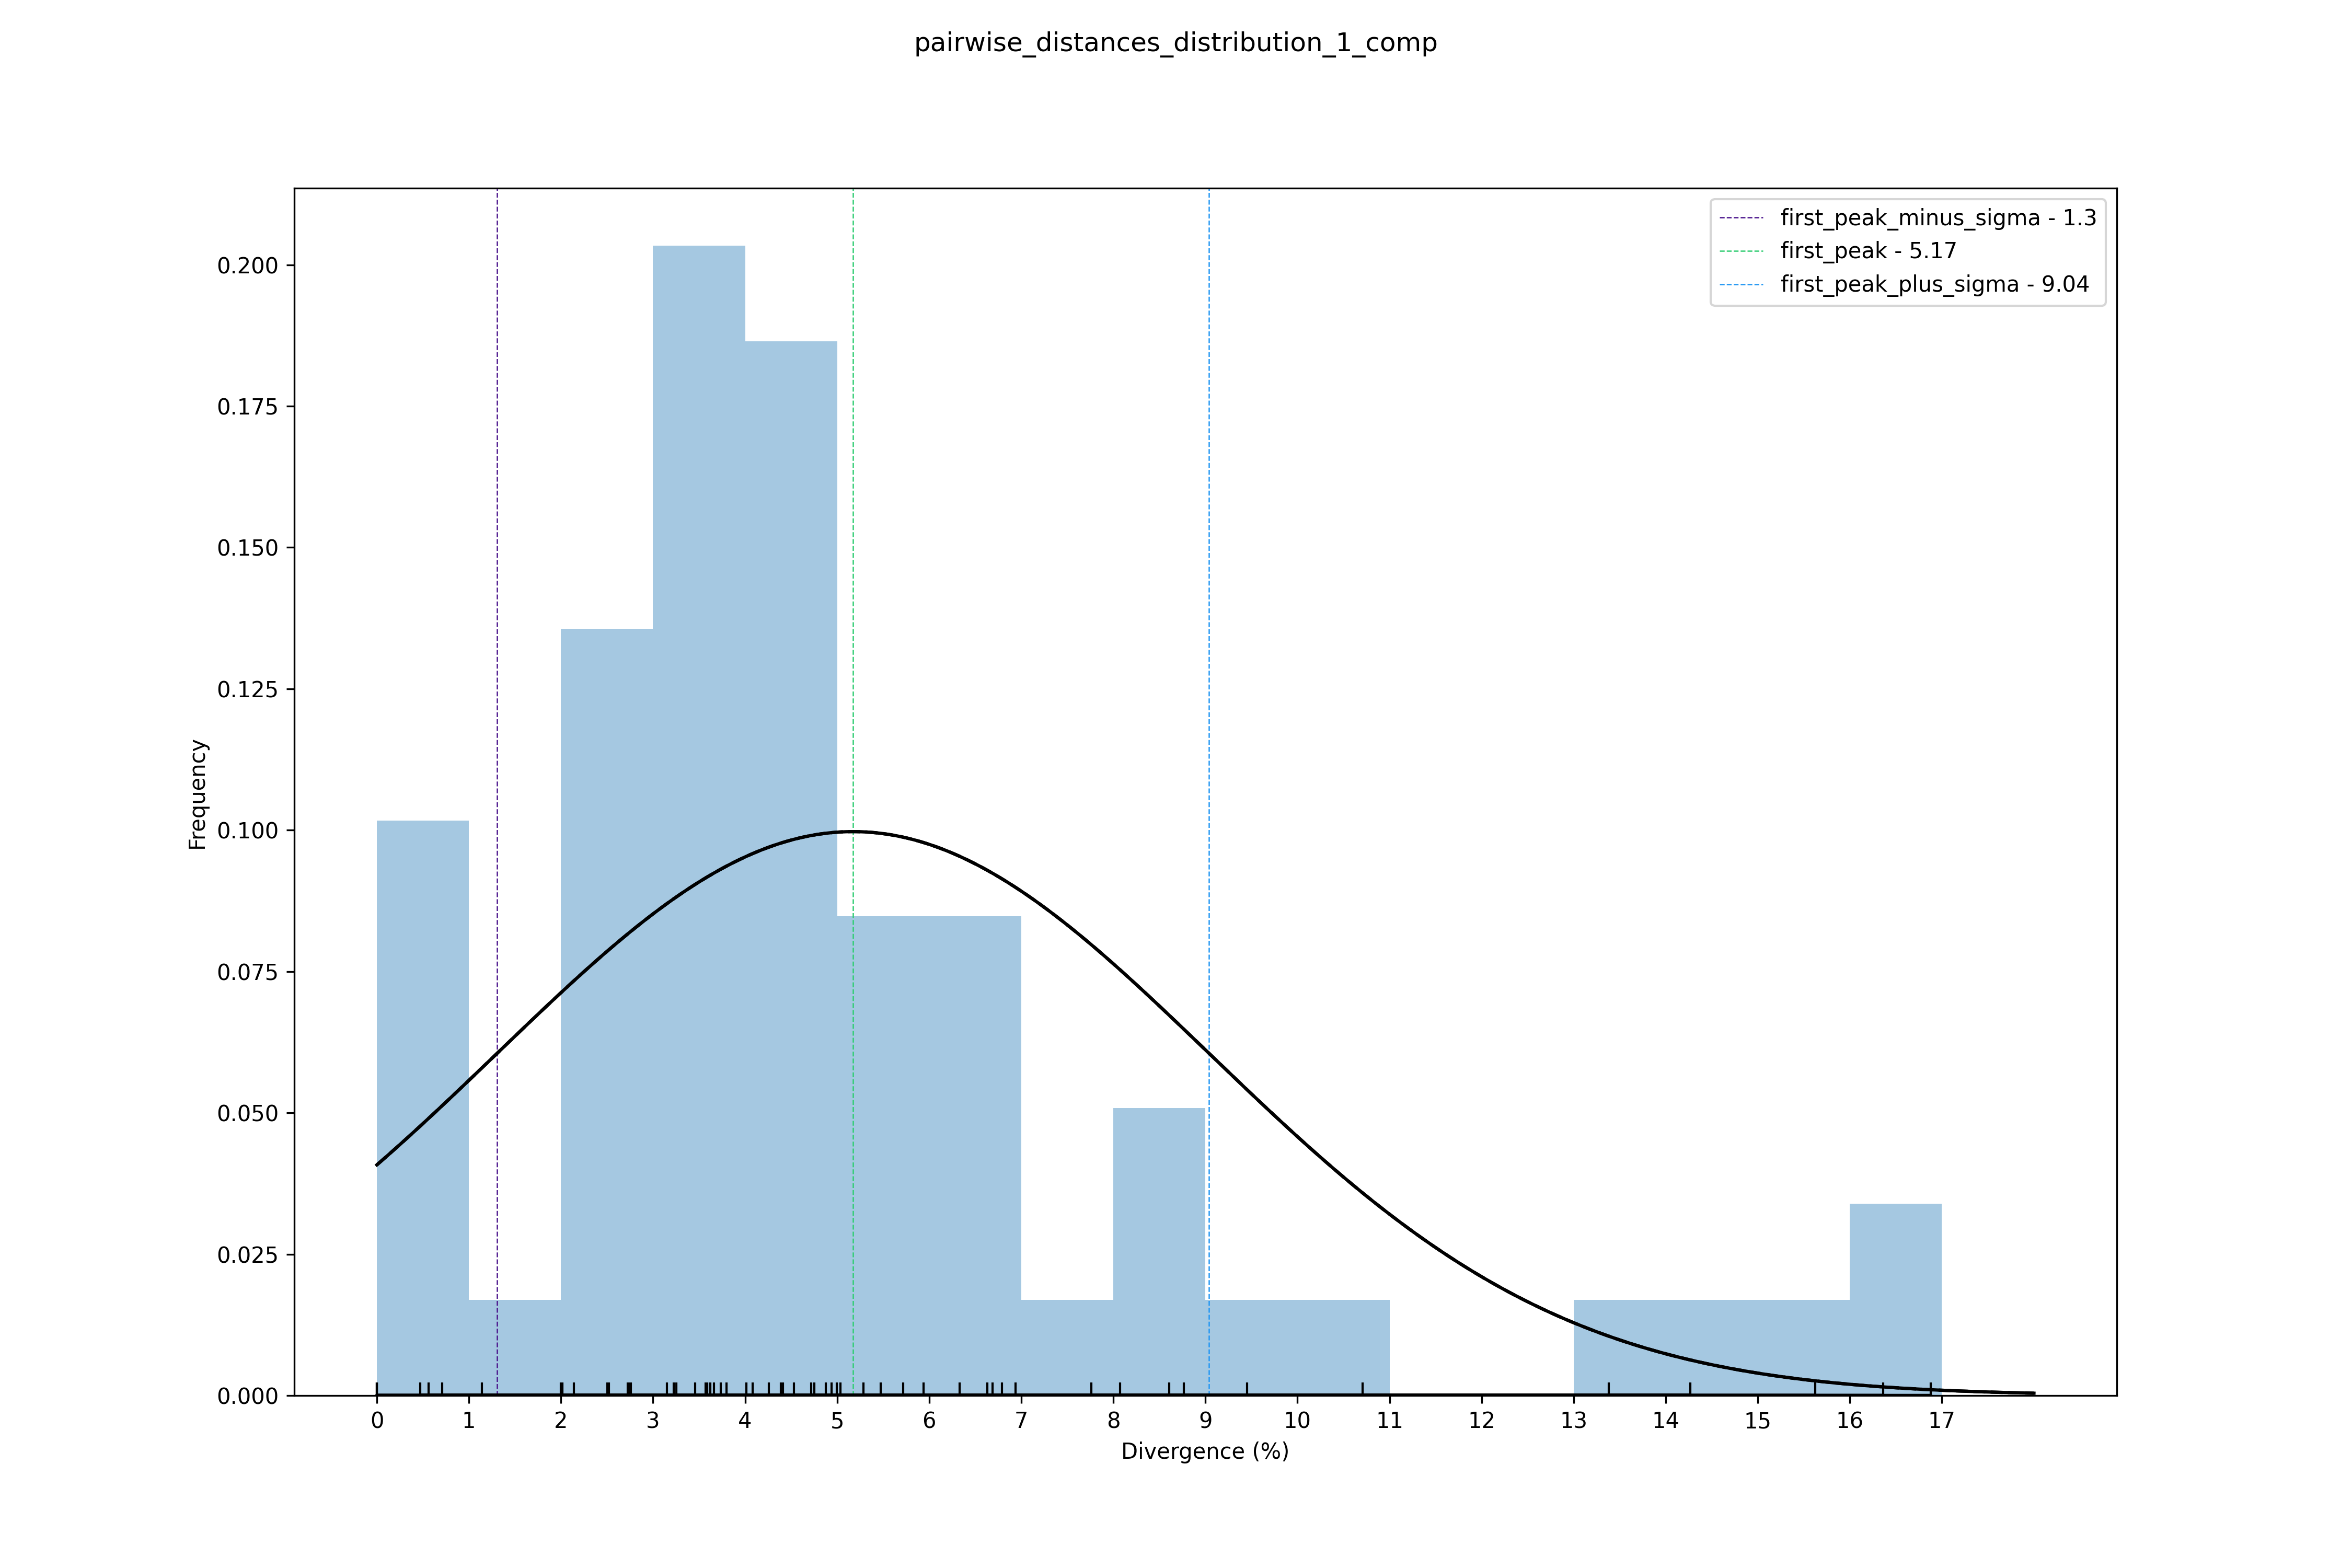 pairwise_distances_distribution_1_comp
first_peak_minus_sigma - 1.3
first_peak - 5.17
first_peak_plus_sigma - 9.04
0.200
0.175
0.150
0.125
0.100
0.075
0.050
0.025
0.000
Frequency
0 1 2 3 4 5 6 7 8 9 10 11 12 13 14 15 16 17
Divergence (%)